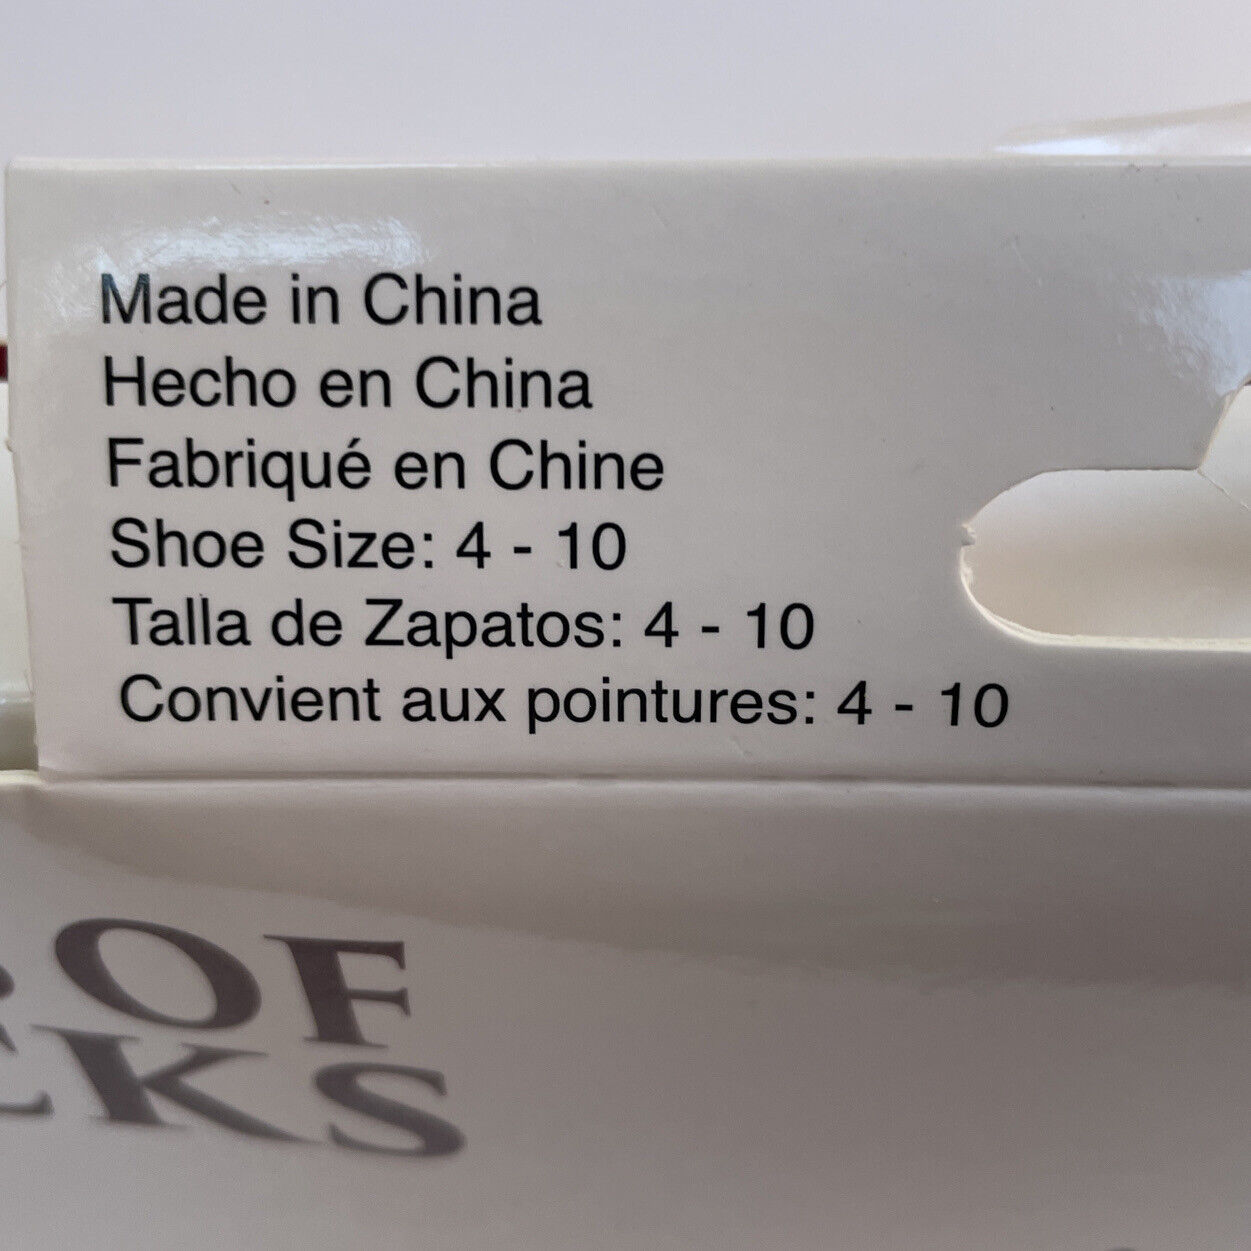 Made in China
Hecho en China
Fabriqué en Chine
Shoe Size: 4 - 10
Talla de Zapatos: 4 - 10
Convient aux pointures: 4 - 10
OF